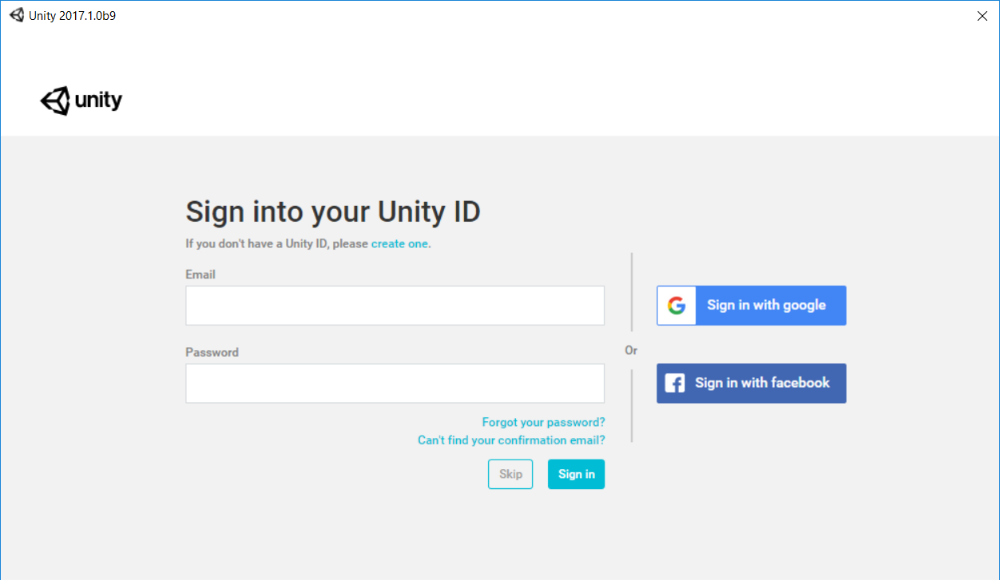 Unity 2017.1.0b9
unity
Sign into your Unity ID
If you don't have a Unity ID, please create one.
Email
Password
Forgot your password?
Can't find your confirmation email?
Skip
Sign in
Or
Sign in with google
Sign in with facebook